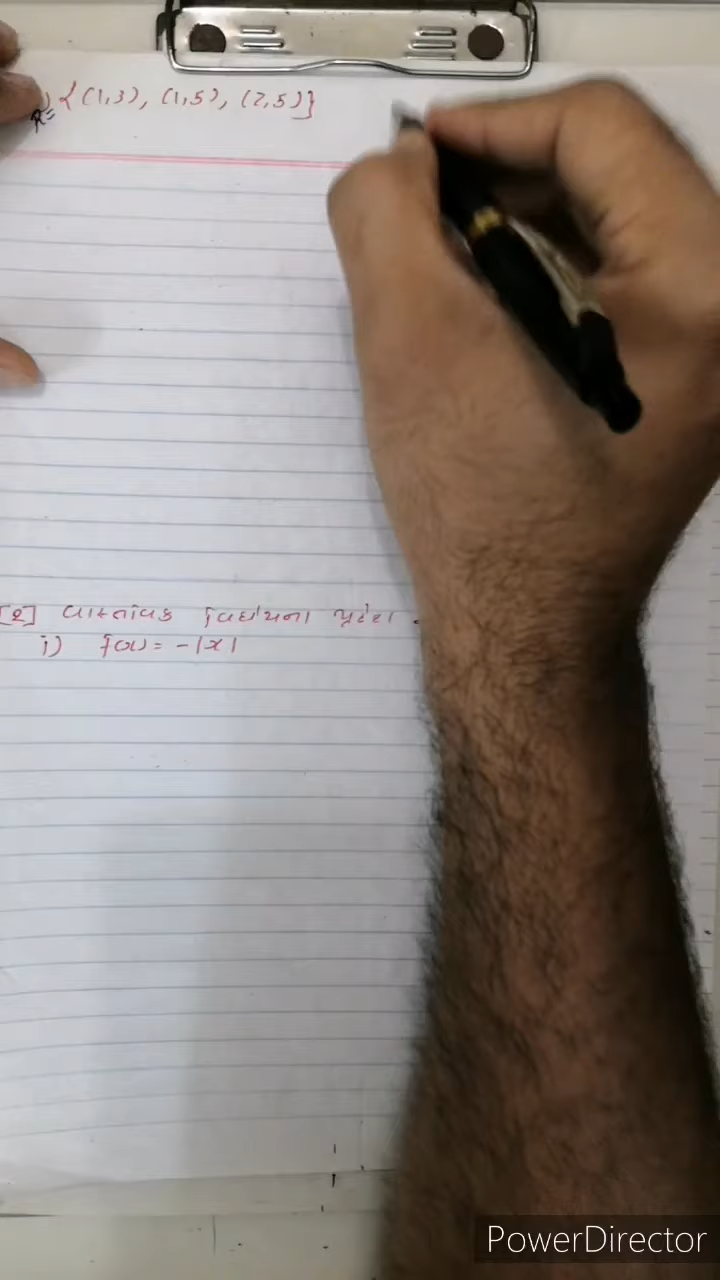 R= {(1,3), (1,5), (2,5)}
[2] વાસ્તવિક વિધેયના પ્રદેશ
i) f(x) = -|x|
PowerDirector